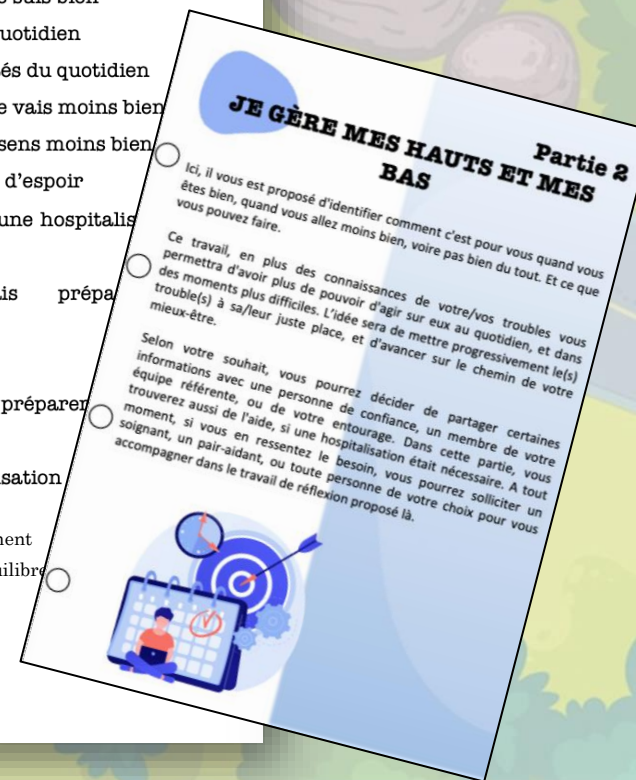 sais bien
quotidien
tés du quotidien
e vais moins bien
sens moins bien
d'espoir
une hospitalis
is prépa
préparer
sation
nent
uilibre
Partie 2
JE GÈRE MES HAUTS ET MES
BAS
Ici, il vous est proposé d'identifier comment c'est pour vous quand vous
êtes bien, quand vous allez moins bien, voire pas bien du tout. Et ce que
vous pouvez faire.
Ce travail, en plus des connaissances de votre/vos troubles vous
permettra d'avoir plus de pouvoir d'agir sur eux au quotidien, et dans
des moments plus difficiles. L'idée sera de mettre progressivement le(s)
trouble(s) à sa/leur juste place, et d'avancer sur le chemin de votre
mieux-être.
Selon votre souhait, vous pourrez décider de partager certaines
informations avec une personne de confiance, un membre de votre
équipe référente, ou de votre entourage. Dans cette partie, vous
trouverez aussi de l'aide, si une hospitalisation était nécessaire. A tout
moment, si vous en ressentez le besoin, vous pourrez solliciter un
soignant, un pair-aidant, ou toute personne de votre choix pour vous
accompagner dans le travail de réflexion proposé là.